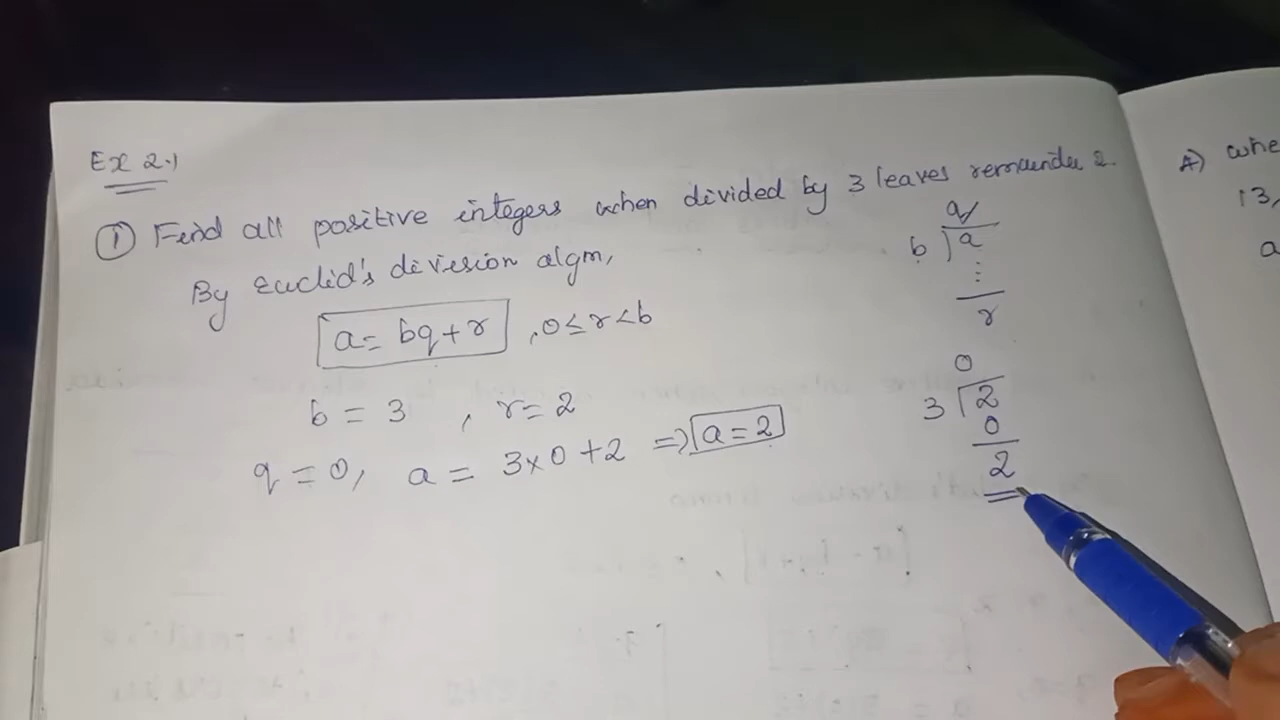 Ex 2.1
① Find all positive integers when divided by 3 leaves remainder 2.
By Euclid's division algm,
a = bq + r , 0 ≤ r < b
b = 3 , r = 2
q = 0, a = 3×0+2 ⇒ a = 2
q
b ) a
⋮
r
0
3 | 2
0
2
A) whe
13,
a